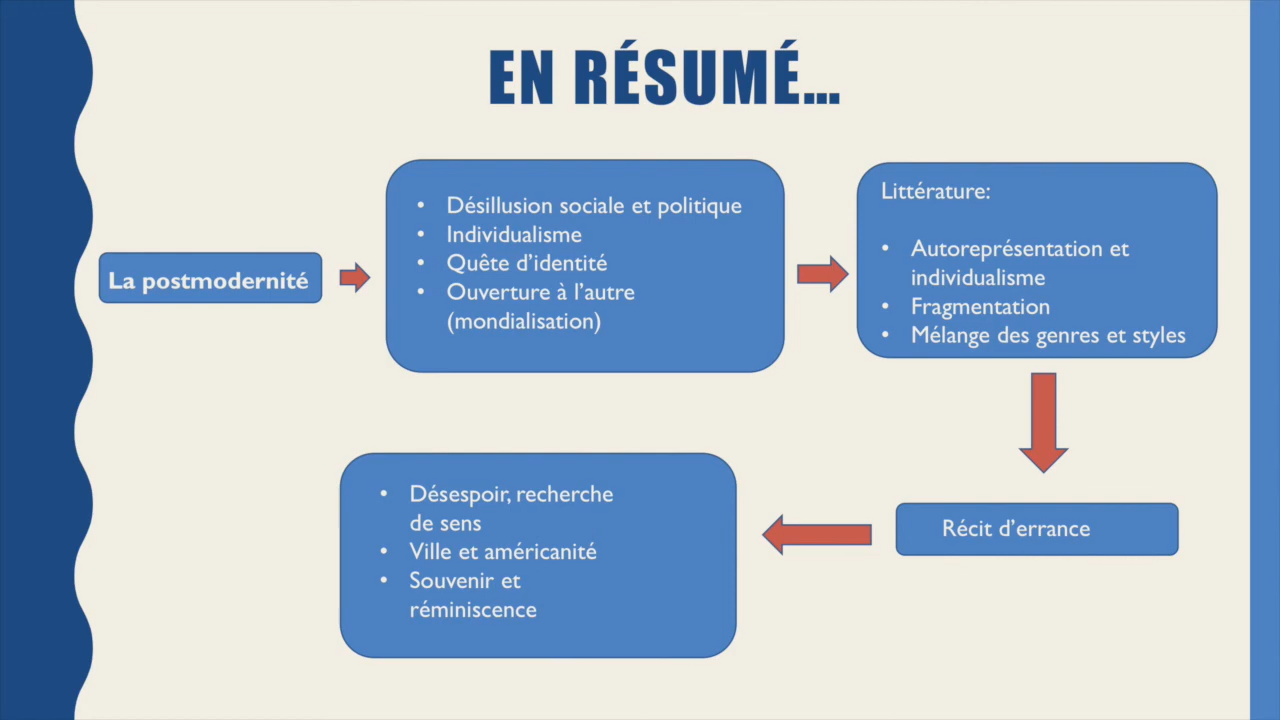 EN RÉSUMÉ...
La postmodernité
• Désillusion sociale et politique
• Individualisme
• Quête d'identité
• Ouverture à l'autre
(mondialisation)
Littérature:
• Autoreprésentation et
individualisme
• Fragmentation
• Mélange des genres et styles
Récit d'errance
• Désespoir, recherche
de sens
• Ville et américanité
• Souvenir et
réminiscence